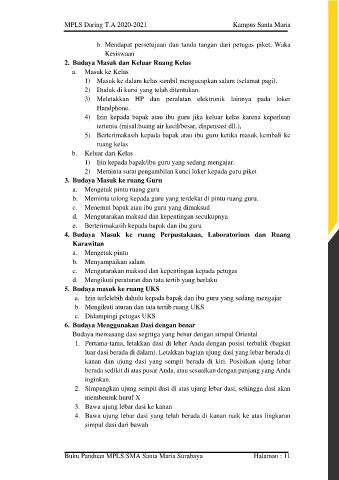 MPLS Daring T.A 2020-2021 Kampus Santa Maria
b. Mendapat persetujuan dan tanda tangan dari petugas piket, Waka
Kesiswaan
2. Budaya Masuk dan Keluar Ruang Kelas
a. Masuk ke Kelas
1) Masuk ke dalam kelas sambil mengucapkan salam (selamat pagi).
2) Duduk di kursi yang telah ditentukan.
3) Meletakkan HP dan peralatan elektronik lainnya pada loker
Handphone.
4) Izin kepada bapak atau ibu guru jika keluar kelas karena keperluan
tertentu (misal:buang air kecil/besar, dispensasi dll.),
5) Berterimakasih kepada bapak atau ibu guru ketika masuk kembali ke
ruang kelas
b. Keluar dari Kelas
1) Ijin kepada bapak/ibu guru yang sedang mengajar.
2) Meminta surat pengambilan kunci loker kepada guru piket
3. Budaya Masuk ke ruang Guru
a. Mengetuk pintu ruang guru
b. Meminta tolong kepada guru yang terdekat di pintu ruang guru.
c. Menemui bapak atau ibu guru yang dimaksud
d. Mengutarakan maksud dan kepentingan secukupnya
e. Berterimakasih kepada bapak dan ibu guru
4. Budaya Masuk ke ruang Perpustakaan, Laboratorium dan Ruang
Karawitan
a. Mengetuk pintu
b. Menyampaikan salam
c. Mengutarakan maksud dan kepentingan kepada petugas
d. Mengikuti peraturan dan tata tertib yang berlaku
5. Budaya masuk ke ruang UKS
a. Izin terlebih dahulu kepada bapak dan ibu guru yang sedang mengajar
b. Mengikuti aturan dan tata tertib ruang UKS
c. Didampingi petugas UKS
6. Budaya Menggunakan Dasi dengan benar
Budaya memasang dasi segitiga yang benar dengan simpul Oriental
1. Pertama-tama, letakkan dasi di leher Anda dengan posisi terbalik (bagian
luar dasi berada di dalam). Letakkan bagian ujung dasi yang lebar berada di
kanan dan ujung dasi yang sempit berada di kiri. Posisikan ujung lebar
berada sedikit di atas pusar Anda, atau sesuaikan dengan panjang yang Anda
inginkan.
2. Simpangkan ujung sempit dasi di atas ujung lebar dasi, sehingga dasi akan
membentuk huruf X
3. Bawa ujung lebar dasi ke kanan
4. Bawa ujung lebar dasi yang telah berada di kanan naik ke atas lingkaran
simpul dasi dari bawah
Buku Panduan MPLS SMA Santa Maria Surabaya Halaman : 11